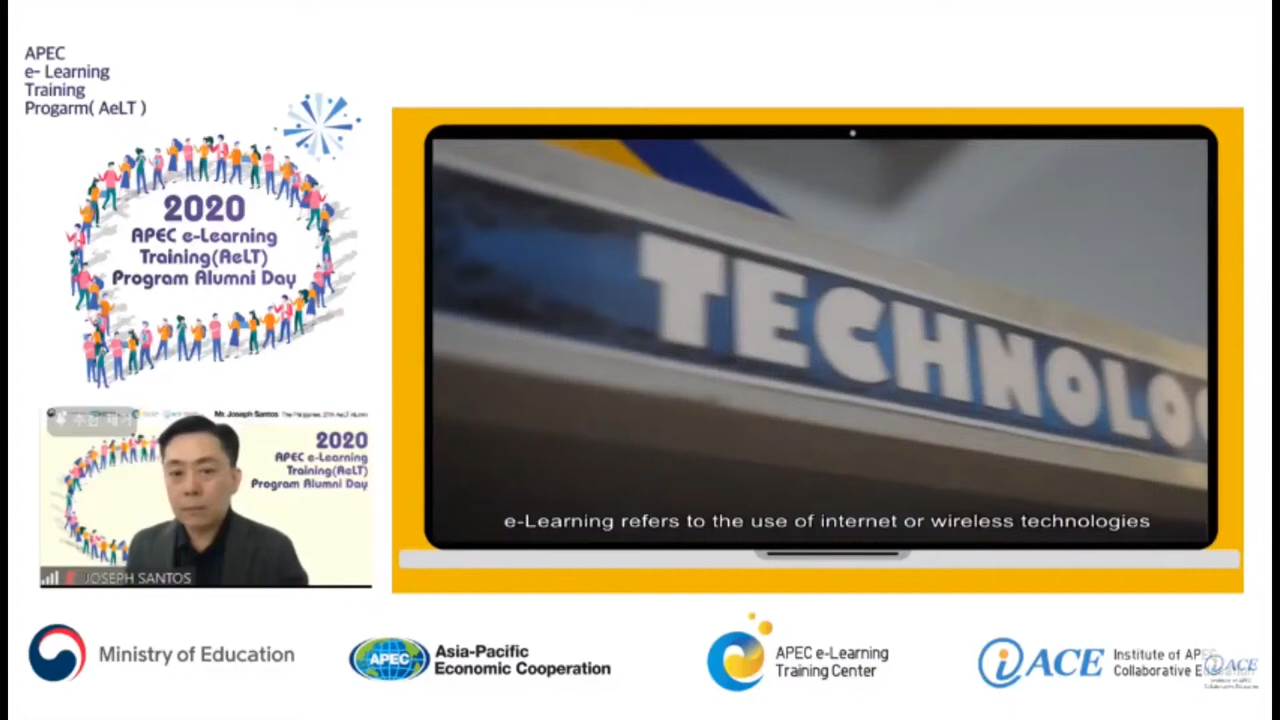 APEC
e- Learning
Training
Progarm( AeLT )
2020
APEC e-Learning
Training(AeLT)
Program Alumni Day
Mr. Joseph Santos
2020
APEC e-Learning
Training(AeLT)
Program Alumni Day
JOSEPH SANTOS
TECHNOLO
e-Learning refers to the use of internet or wireless technologies
Ministry of Education
APEC
Asia-Pacific
Economic Cooperation
APEC e-Learning
Training Center
iACE
Institute of APEC
Collaborative E
iACE